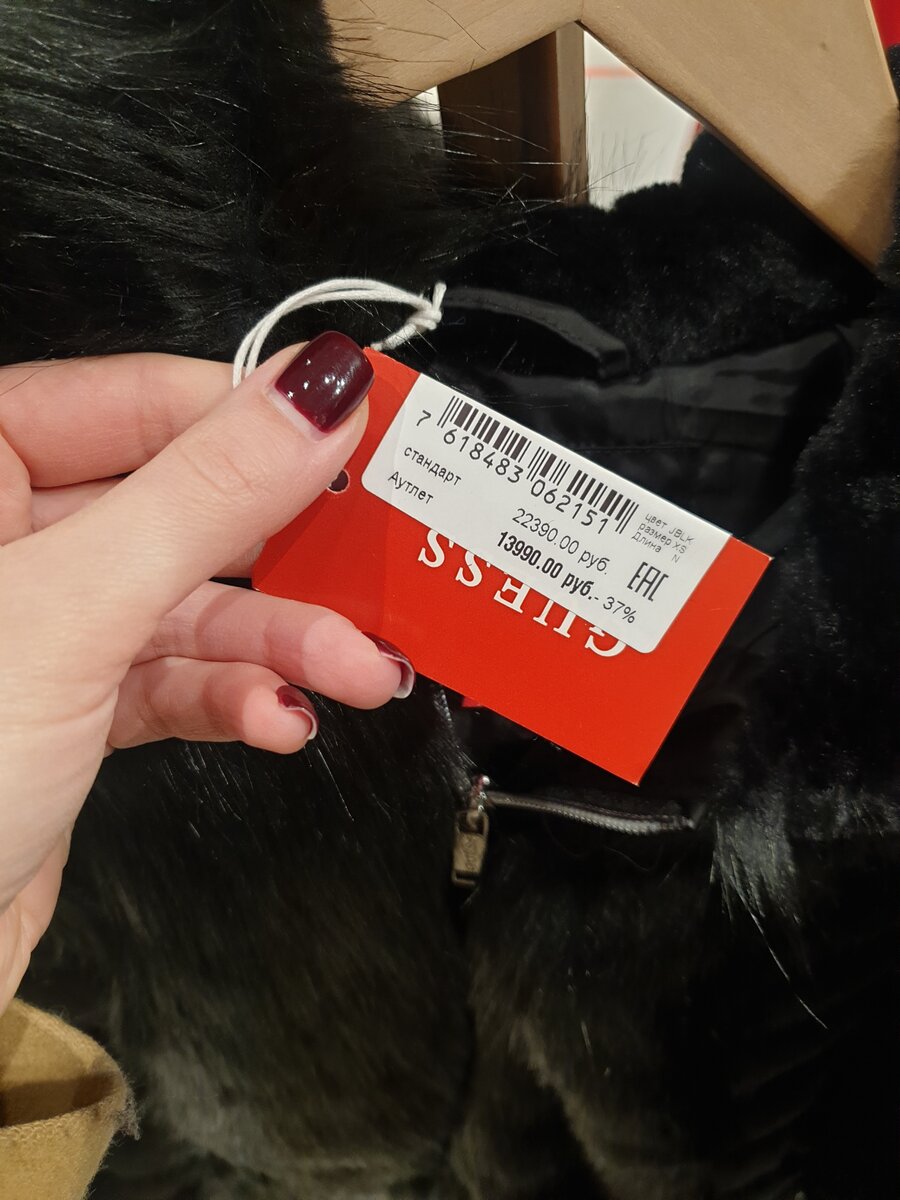 7 618483 062151
стандарт
Аутлет
22390.00 руб.
13990.00 руб.- 37%
цвет JBLK
размер XS
Длина N
EAC
GUESS